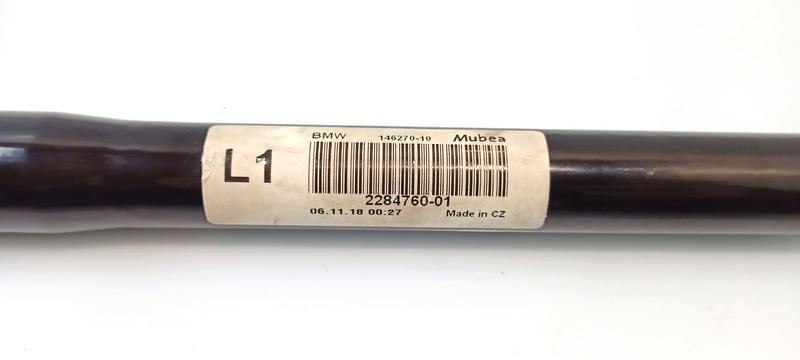 L1
BMW 146270-10 Mubea
2284760-01
06.11.18 00:27 Made in CZ